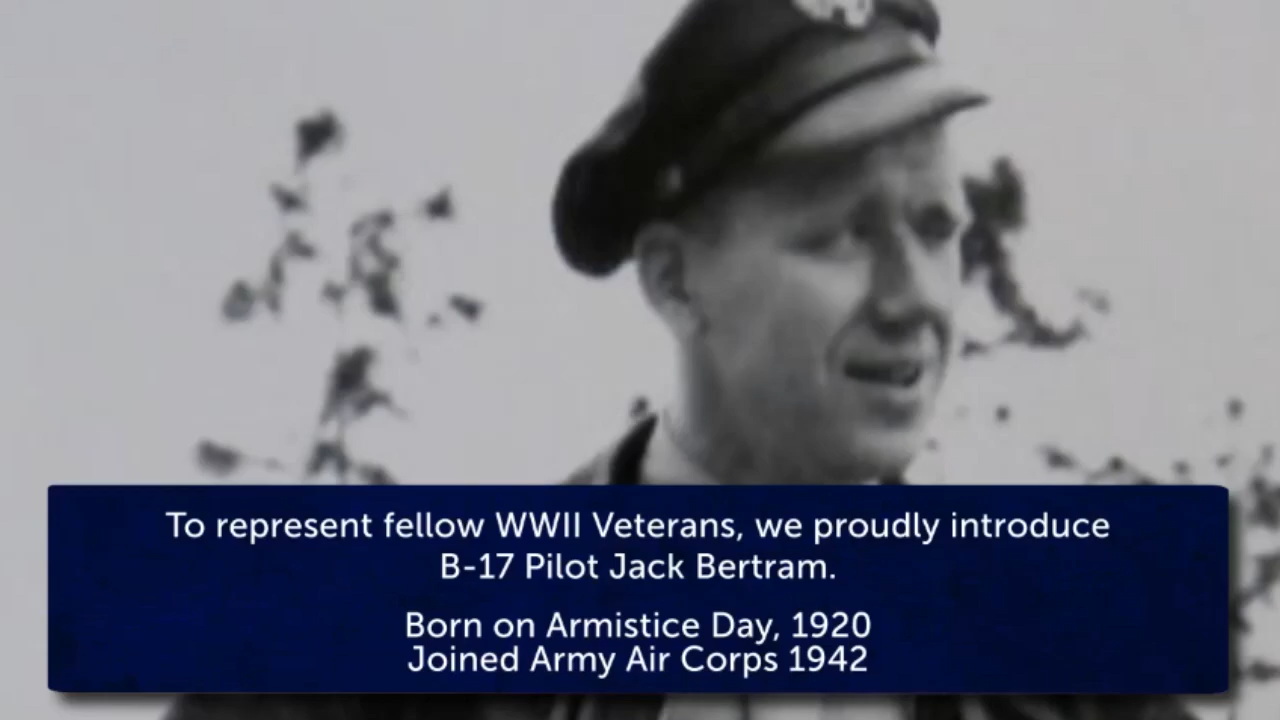 To represent fellow WWII Veterans, we proudly introduce
B-17 Pilot Jack Bertram.
Born on Armistice Day, 1920
Joined Army Air Corps 1942